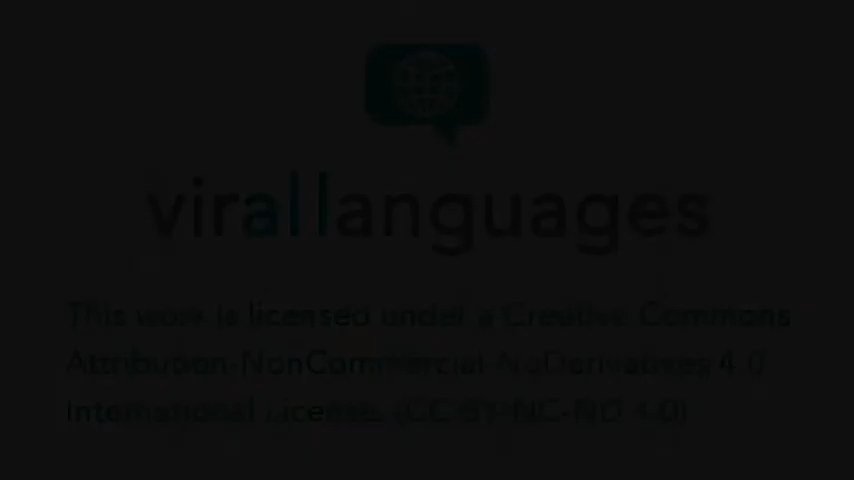 virallanguages
This work is licensed under a Creative Commons
Attribution-NonCommercial-NoDerivatives 4.0
International License. (CC BY-NC-ND 4.0)